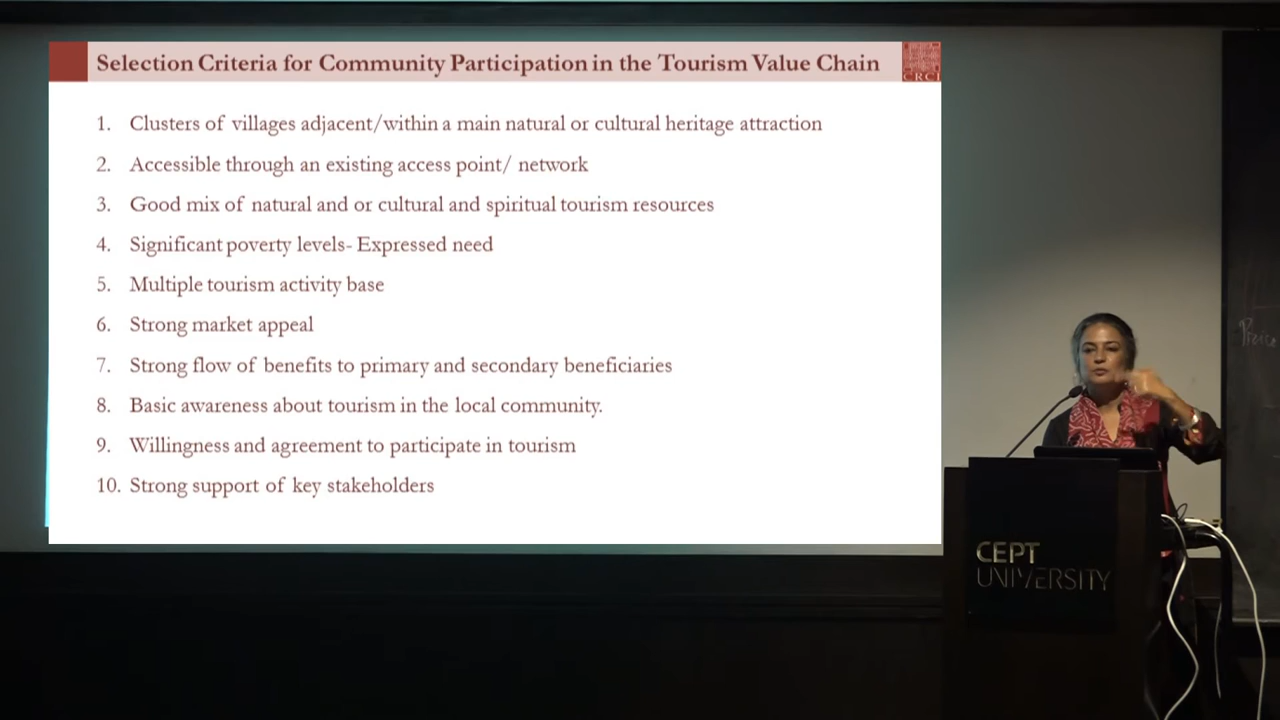 Selection Criteria for Community Participation in the Tourism Value Chain
CRCI
1. Clusters of villages adjacent/within a main natural or cultural heritage attraction
2. Accessible through an existing access point/ network
3. Good mix of natural and or cultural and spiritual tourism resources
4. Significant poverty levels- Expressed need
5. Multiple tourism activity base
6. Strong market appeal
7. Strong flow of benefits to primary and secondary beneficiaries
8. Basic awareness about tourism in the local community.
9. Willingness and agreement to participate in tourism
10. Strong support of key stakeholders
CEPT
UNIVERSITY